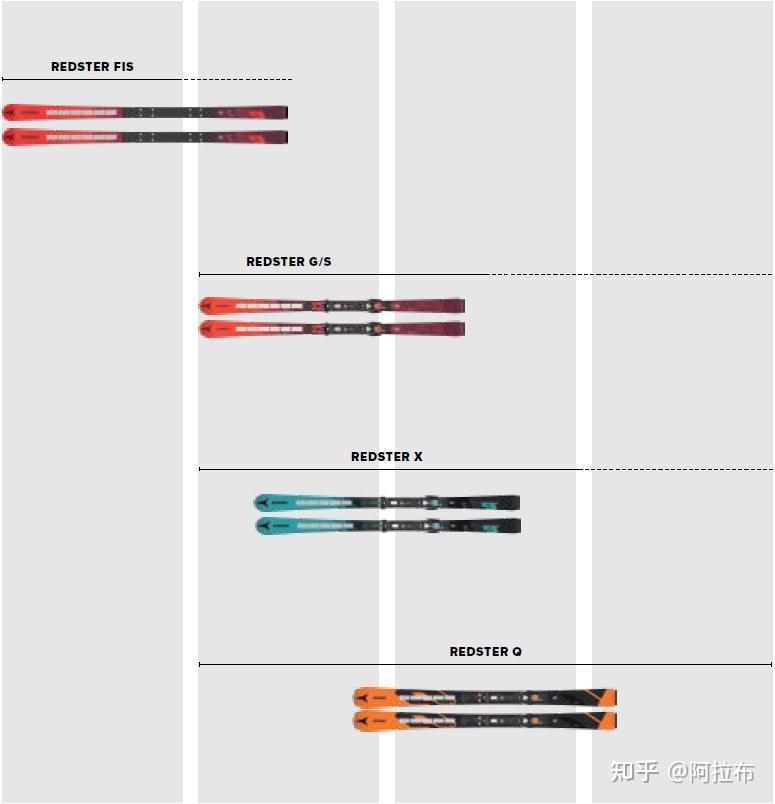 REDSTER FIS
REDSTER G/S
REDSTER X
REDSTER Q
知乎 @阿拉布